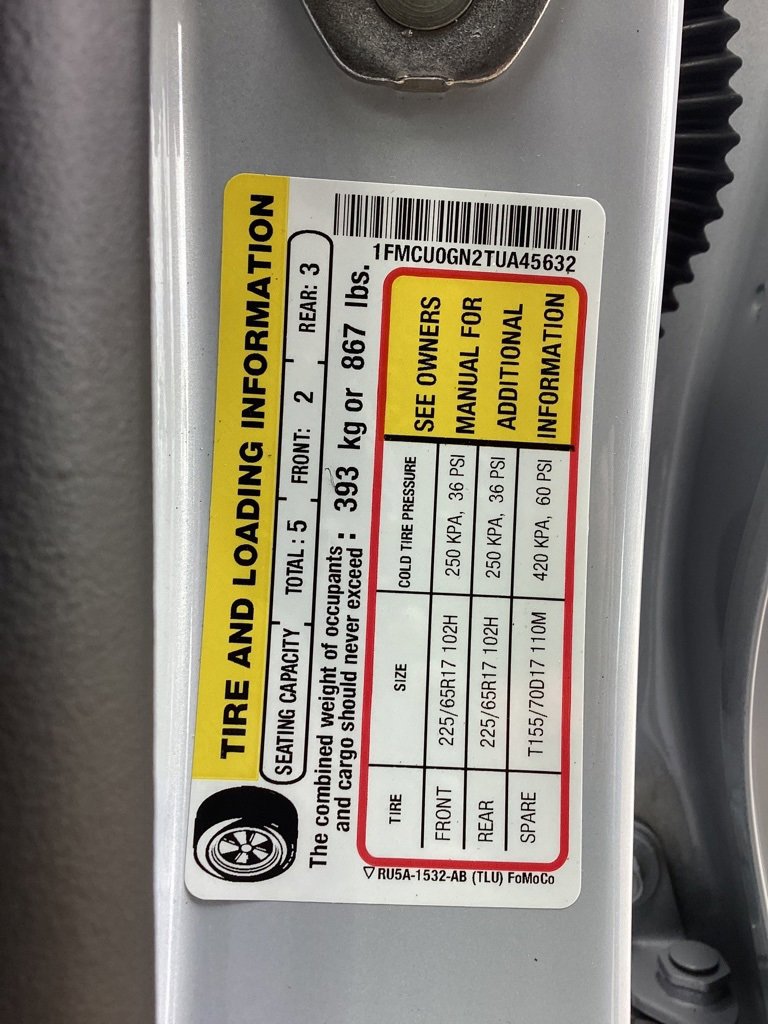 TIRE AND LOADING INFORMATION
SEATING CAPACITY TOTAL : 5 FRONT: 2 REAR: 3
The combined weight of occupants
and cargo should never exceed : 393 kg or 867 lbs.
1FMCU0GN2TUA45632
TIRE SIZE COLD TIRE PRESSURE
FRONT 225/65R17 102H 250 KPA, 36 PSI
REAR 225/65R17 102H 250 KPA, 36 PSI
SPARE T155/70D17 110M 420 KPA, 60 PSI
SEE OWNERS
MANUAL FOR
ADDITIONAL
INFORMATION
▽ RU5A-1532-AB (TLU) FoMoCo